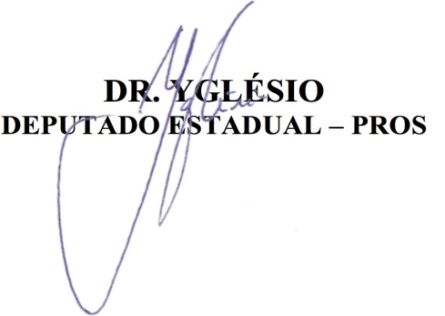 DR. YGLÉSIO
DEPUTADO ESTADUAL – PROS